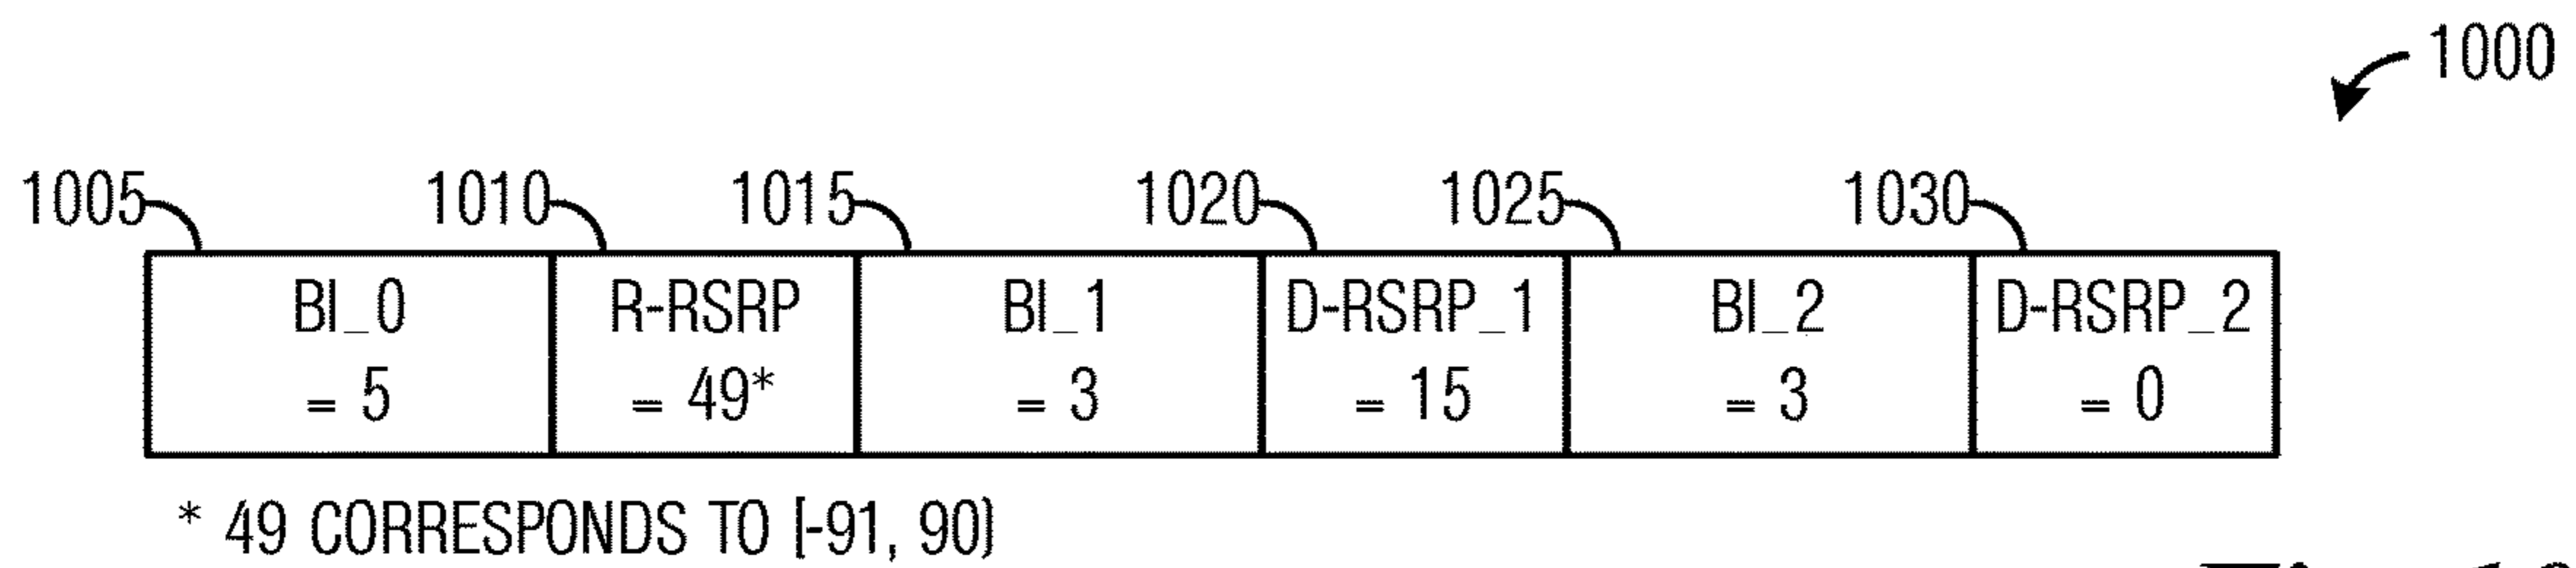 1000
1005 1010 1015 1020 1025 1030
BI_0 R-RSRP BI_1 D-RSRP_1 BI_2 D-RSRP_2
= 5 = 49* = 3 = 15 = 3 = 0
* 49 CORRESPONDS TO [-91, 90)